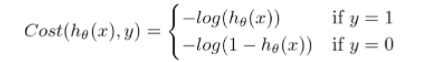 Cost(hθ(x), y) = { −log(hθ(x)) if y = 1
−log(1 − hθ(x)) if y = 0